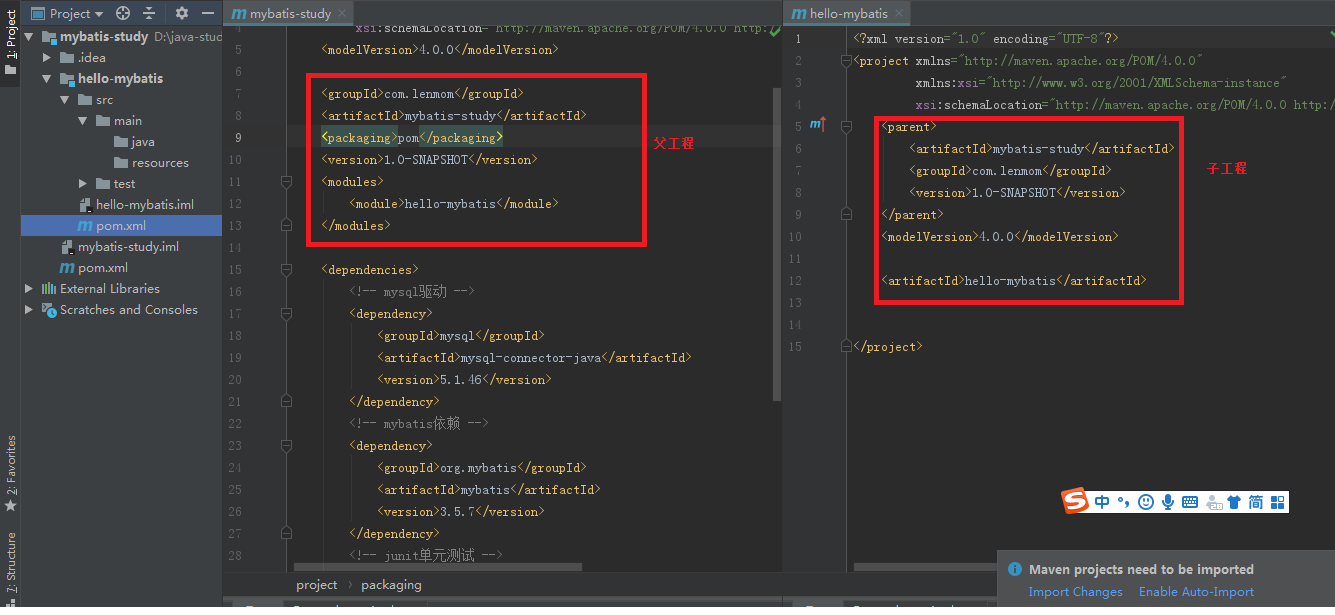 Project
1: Project
mybatis-study D:\java-stud
.idea
hello-mybatis
src
main
java
resources
test
hello-mybatis.iml
pom.xml
mybatis-study.iml
pom.xml
External Libraries
Scratches and Consoles
2: Favorites
7: Structure
mybatis-study
4 xsi:schemaLocation="http://maven.apache.org/POM/4.0.0 http:
5 <modelVersion>4.0.0</modelVersion>
6
7 <groupId>com.lenmom</groupId>
8 <artifactId>mybatis-study</artifactId>
9 <packaging>pom</packaging>
10 <version>1.0-SNAPSHOT</version>
11 <modules>
12 <module>hello-mybatis</module>
13 </modules>
14
15 <dependencies>
16 <!-- mysql驱动 -->
17 <dependency>
18 <groupId>mysql</groupId>
19 <artifactId>mysql-connector-java</artifactId>
20 <version>5.1.46</version>
21 </dependency>
22 <!-- mybatis依赖 -->
23 <dependency>
24 <groupId>org.mybatis</groupId>
25 <artifactId>mybatis</artifactId>
26 <version>3.5.7</version>
27 </dependency>
28 <!-- junit单元测试 -->
父工程
project › packaging
hello-mybatis
1 <?xml version="1.0" encoding="UTF-8"?>
2 <project xmlns="http://maven.apache.org/POM/4.0.0"
3 xmlns:xsi="http://www.w3.org/2001/XMLSchema-instance"
4 xsi:schemaLocation="http://maven.apache.org/POM/4.0.0 http:/
5 <parent>
6 <artifactId>mybatis-study</artifactId>
7 <groupId>com.lenmom</groupId>
8 <version>1.0-SNAPSHOT</version>
9 </parent>
10 <modelVersion>4.0.0</modelVersion>
11
12 <artifactId>hello-mybatis</artifactId>
13
14
15 </project>
子工程
中 简
Maven projects need to be imported
Import Changes Enable Auto-Import